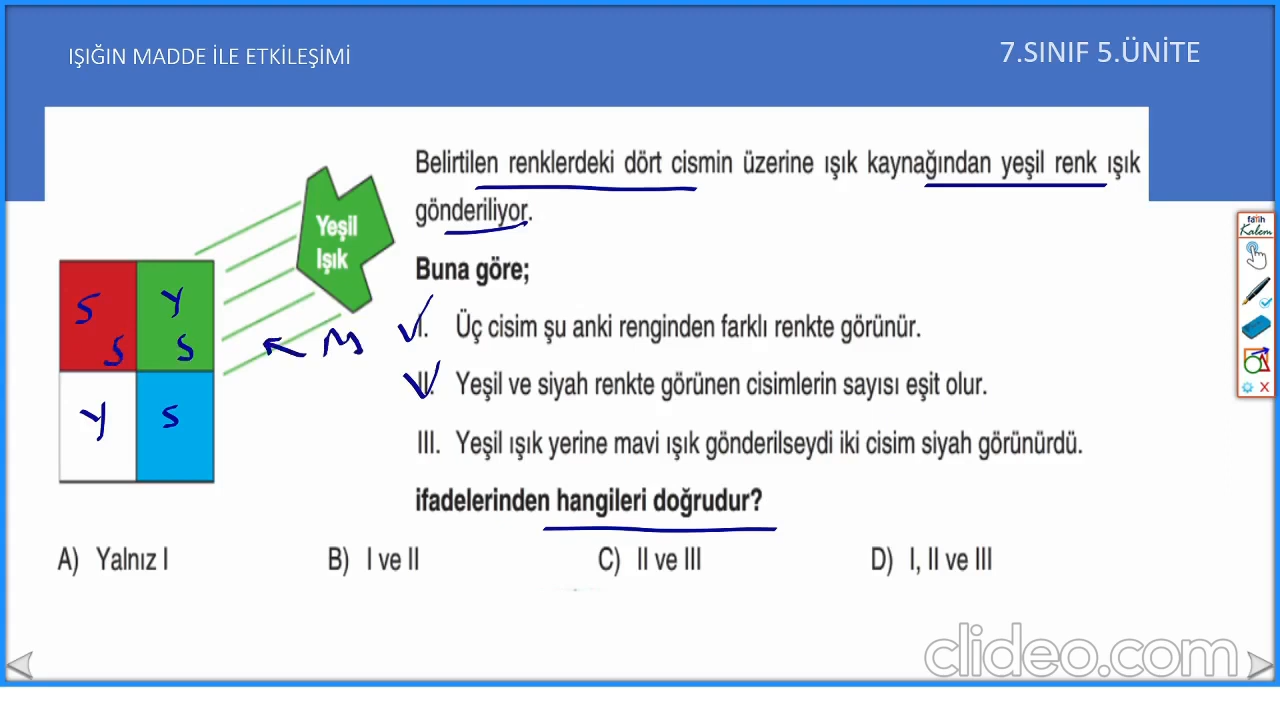 IŞIĞIN MADDE İLE ETKİLEŞİMİ
7.SINIF 5.ÜNİTE
Belirtilen renklerdeki dört cismin üzerine ışık kaynağından yeşil renk ışık
gönderiliyor.
Yeşil
Işık
Buna göre;
I. Üç cisim şu anki renginden farklı renkte görünür.
II. Yeşil ve siyah renkte görünen cisimlerin sayısı eşit olur.
III. Yeşil ışık yerine mavi ışık gönderilseydi iki cisim siyah görünürdü.
ifadelerinden hangileri doğrudur?
S Y
S S
M
Y S
A) Yalnız I B) I ve II C) II ve III D) I, II ve III
fatih
Kalem
clideo.com